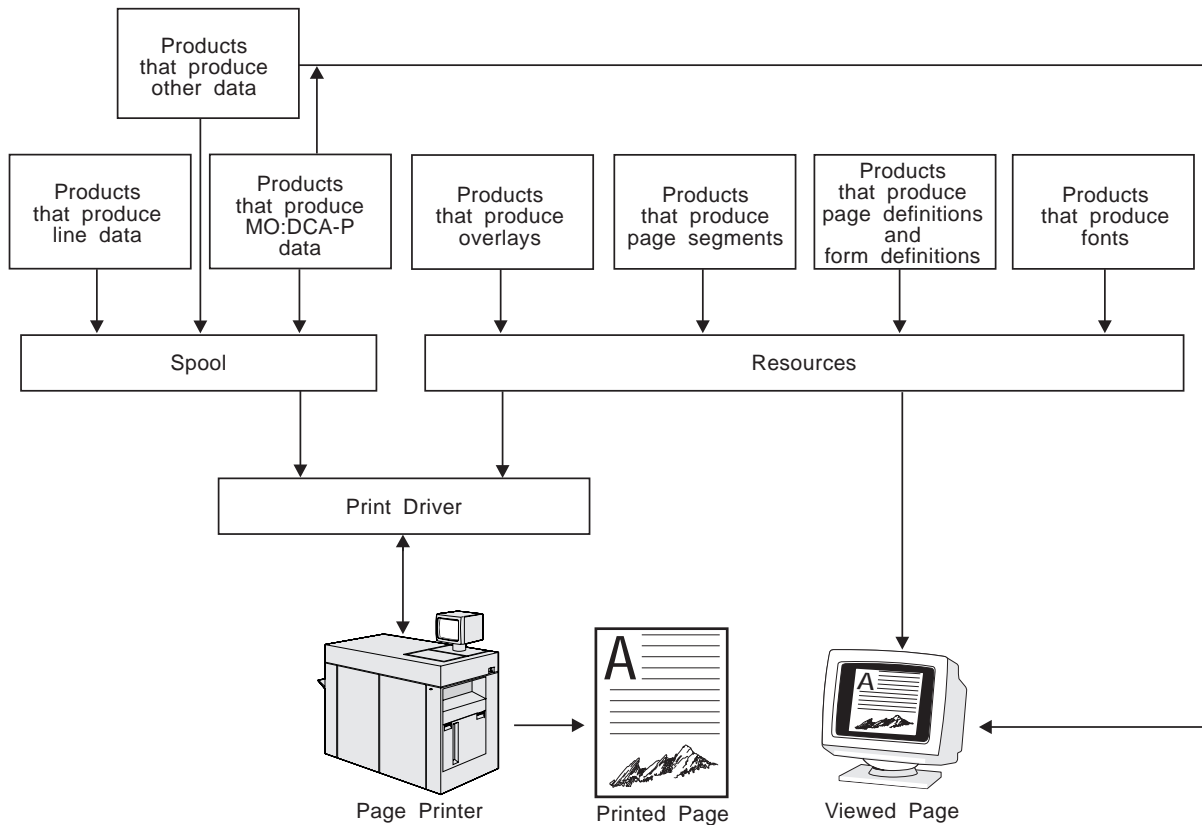 Products
that produce
other data
Products
that produce
line data
Products
that produce
MO:DCA-P
data
Products
that produce
overlays
Products
that produce
page segments
Products
that produce
page definitions
and
form definitions
Products
that produce
fonts
Spool
Resources
Print Driver
A
A
Page Printer
Printed Page
Viewed Page